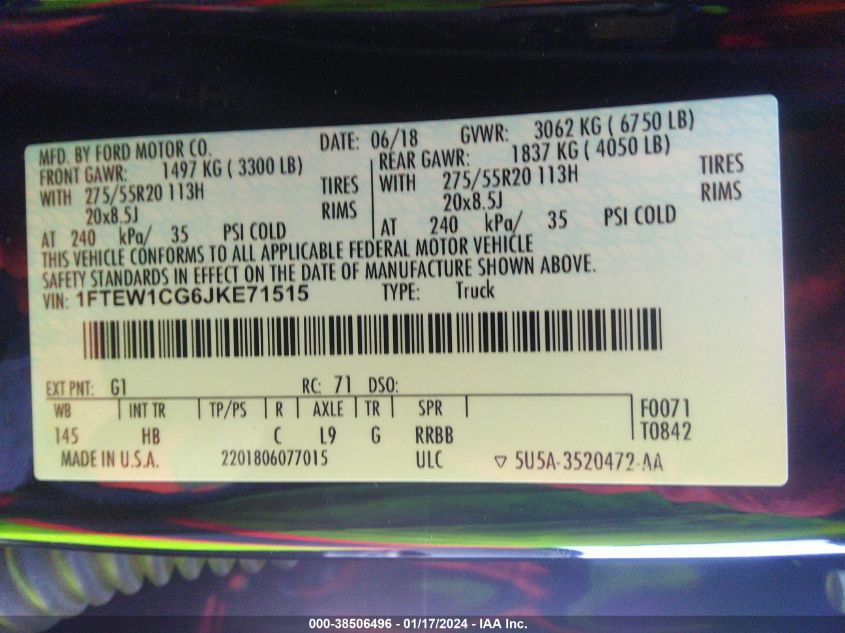 MFD. BY FORD MOTOR CO. DATE: 06/18 GVWR: 3062 KG ( 6750 LB)
FRONT GAWR: 1497 KG ( 3300 LB) REAR GAWR: 1837 KG ( 4050 LB)
WITH 275/55R20 113H TIRES WITH 275/55R20 113H TIRES
20x8.5J RIMS 20x8.5J RIMS
AT 240 kPa/ 35 PSI COLD AT 240 kPa/ 35 PSI COLD
THIS VEHICLE CONFORMS TO ALL APPLICABLE FEDERAL MOTOR VEHICLE
SAFETY STANDARDS IN EFFECT ON THE DATE OF MANUFACTURE SHOWN ABOVE.
VIN: 1FTEW1CG6JKE71515 TYPE: Truck
EXT PNT: G1 RC: 71 DSO:
WB INT TR TP/PS R AXLE TR SPR F0071
145 HB C L9 G RRBB T0842
MADE IN U.S.A. 2201806077015 ULC ▽ 5U5A-3520472-AA
000-38506496 - 01/17/2024 - IAA Inc.